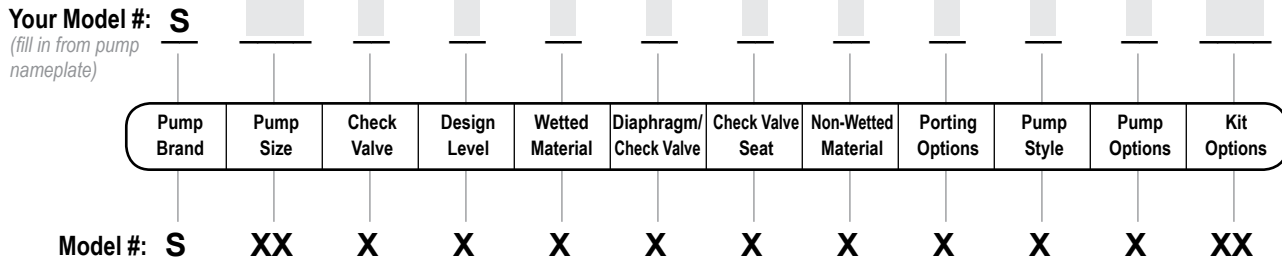 Your Model #: S
(fill in from pump
nameplate)
Pump Pump Check Design Wetted Diaphragm/ Check Valve Non-Wetted Porting Pump Pump Kit
Brand Size Valve Level Material Check Valve Seat Material Options Style Options Options
Model #: S XX X X X X X X X X X XX